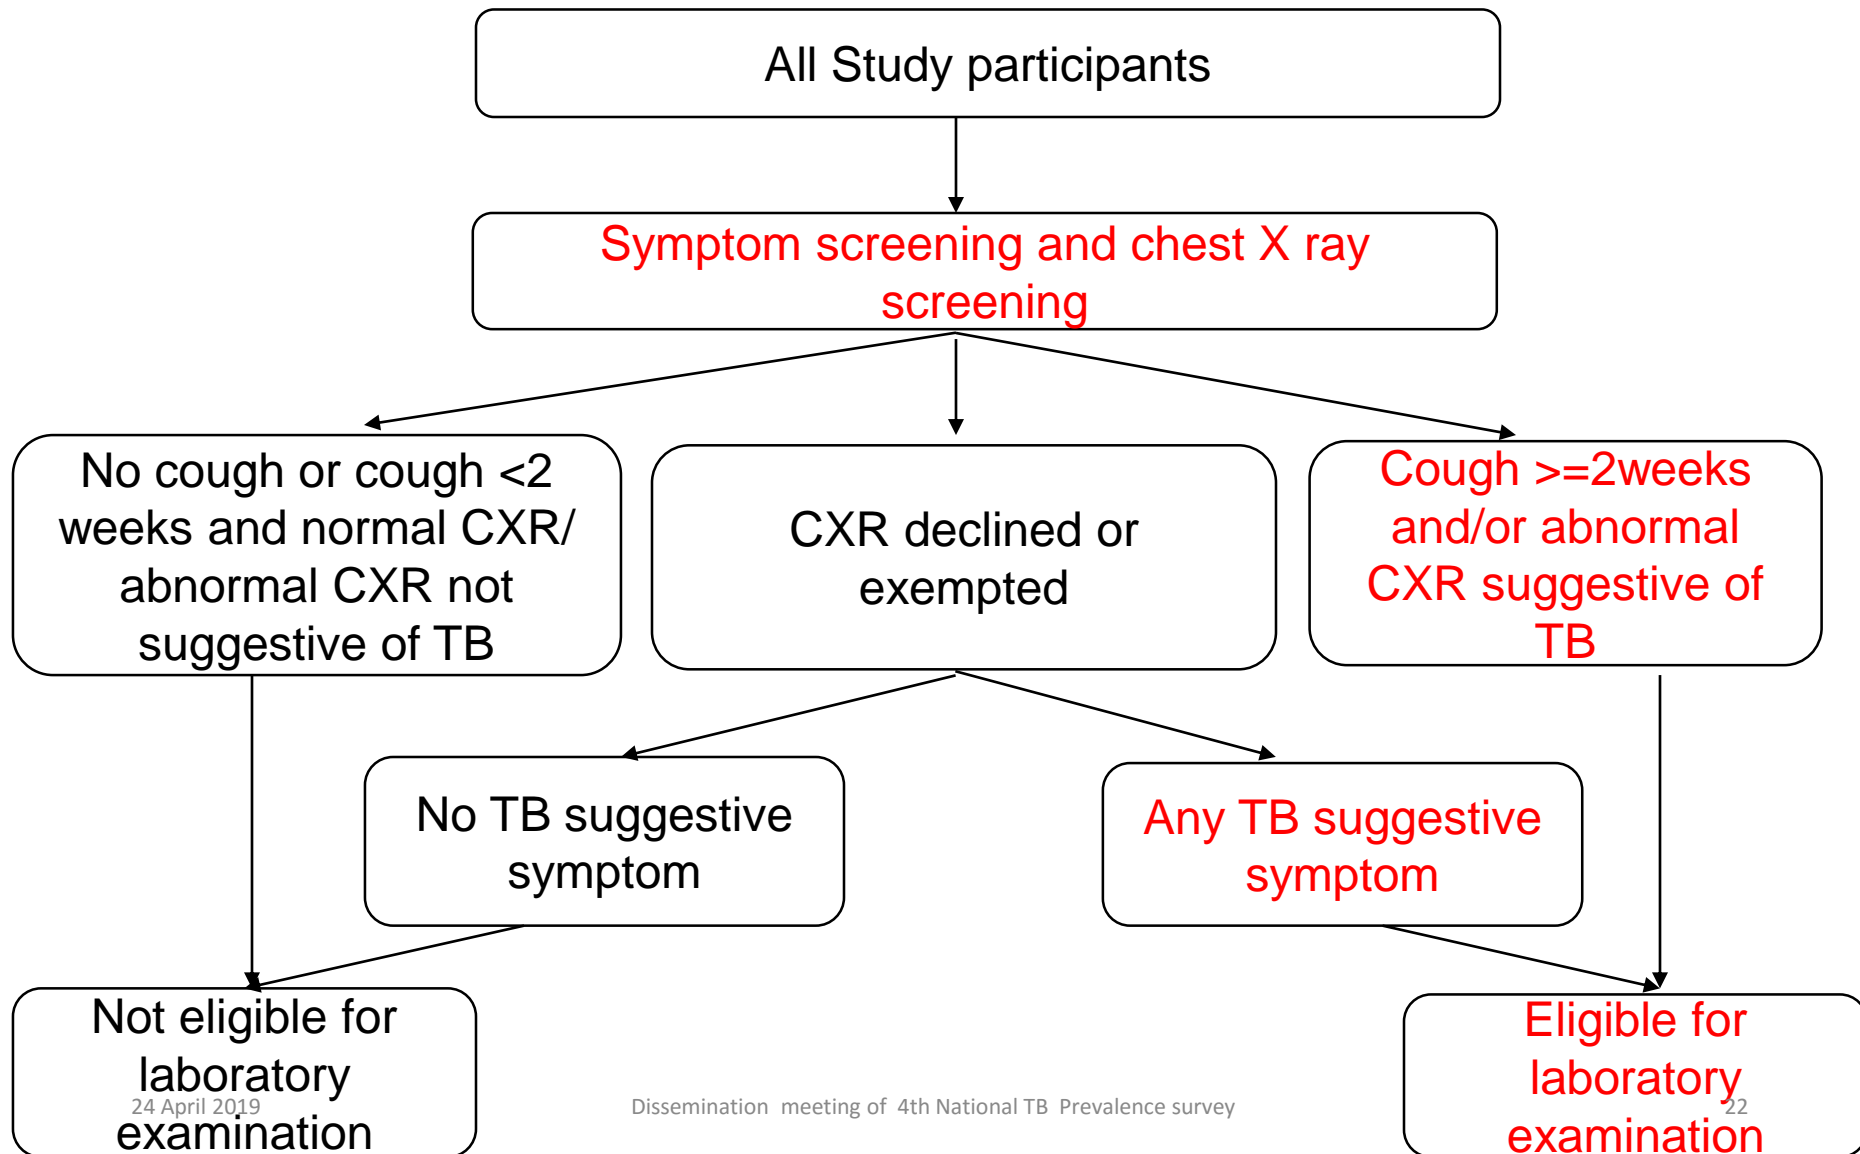 All Study participants
Symptom screening and chest X ray
screening
No cough or cough <2
weeks and normal CXR/
abnormal CXR not
suggestive of TB
CXR declined or
exempted
Cough >=2weeks
and/or abnormal
CXR suggestive of
TB
No TB suggestive
symptom
Any TB suggestive
symptom
Not eligible for
laboratory
examination
Eligible for
laboratory
examination
24 April 2019
Dissemination meeting of 4th National TB Prevalence survey
22